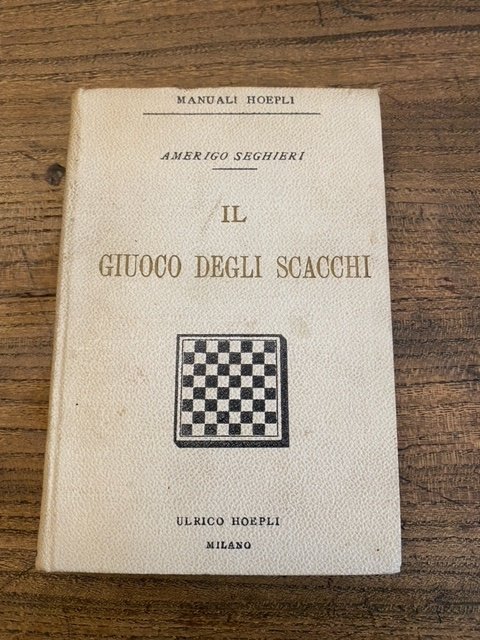 MANUALI HOEPLI
AMERIGO SEGHIERI
IL
GIUOCO DEGLI SCACCHI
ULRICO HOEPLI
MILANO